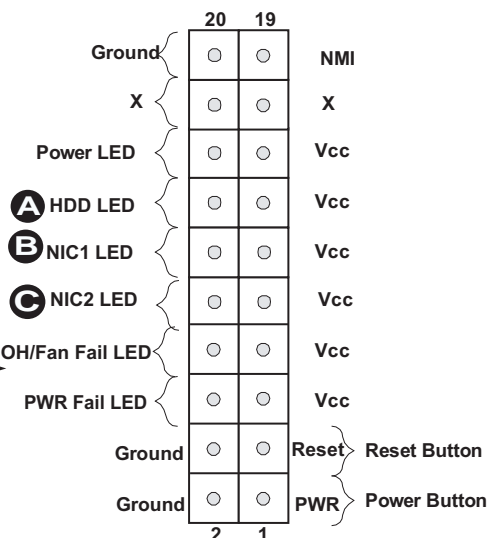 20 19
Ground NMI
X X
Power LED Vcc
A HDD LED Vcc
B NIC1 LED Vcc
C NIC2 LED Vcc
OH/Fan Fail LED Vcc
PWR Fail LED Vcc
Ground Reset Reset Button
Ground PWR Power Button
2 1